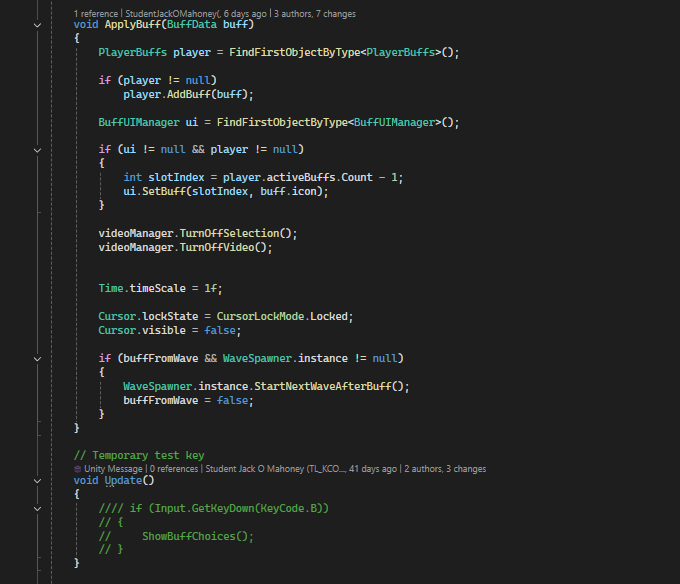 1 reference | StudentJackOMahoney(, 6 days ago | 3 authors, 7 changes
void ApplyBuff(BuffData buff)
{
PlayerBuffs player = FindFirstObjectByType<PlayerBuffs>();
if (player != null)
player.AddBuff(buff);
BuffUIManager ui = FindFirstObjectByType<BuffUIManager>();
if (ui != null && player != null)
{
int slotIndex = player.activeBuffs.Count - 1;
ui.SetBuff(slotIndex, buff.icon);
}
videoManager.TurnOffSelection();
videoManager.TurnOffVideo();
Time.timeScale = 1f;
Cursor.lockState = CursorLockMode.Locked;
Cursor.visible = false;
if (buffFromWave && WaveSpawner.instance != null)
{
WaveSpawner.instance.StartNextWaveAfterBuff();
buffFromWave = false;
}
}
// Temporary test key
Unity Message | 0 references | Student Jack O Mahoney (TL_KCO..., 41 days ago | 2 authors, 3 changes
void Update()
{
//// if (Input.GetKeyDown(KeyCode.B))
// {
//     ShowBuffChoices();
// }
}